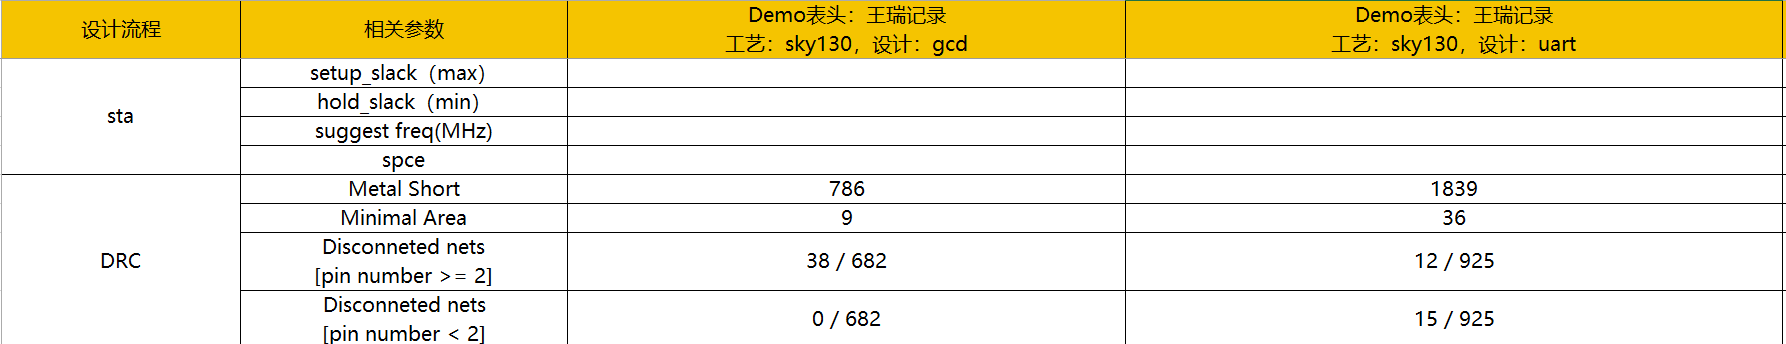 设计流程
相关参数
Demo表头：王瑞记录
工艺：sky130，设计：gcd
Demo表头：王瑞记录
工艺：sky130，设计：uart
sta
setup_slack（max）
hold_slack（min）
suggest freq(MHz)
spce
DRC
Metal Short
786
1839
Minimal Area
9
36
Disconneted nets
[pin number >= 2]
38 / 682
12 / 925
Disconneted nets
[pin number < 2]
0 / 682
15 / 925